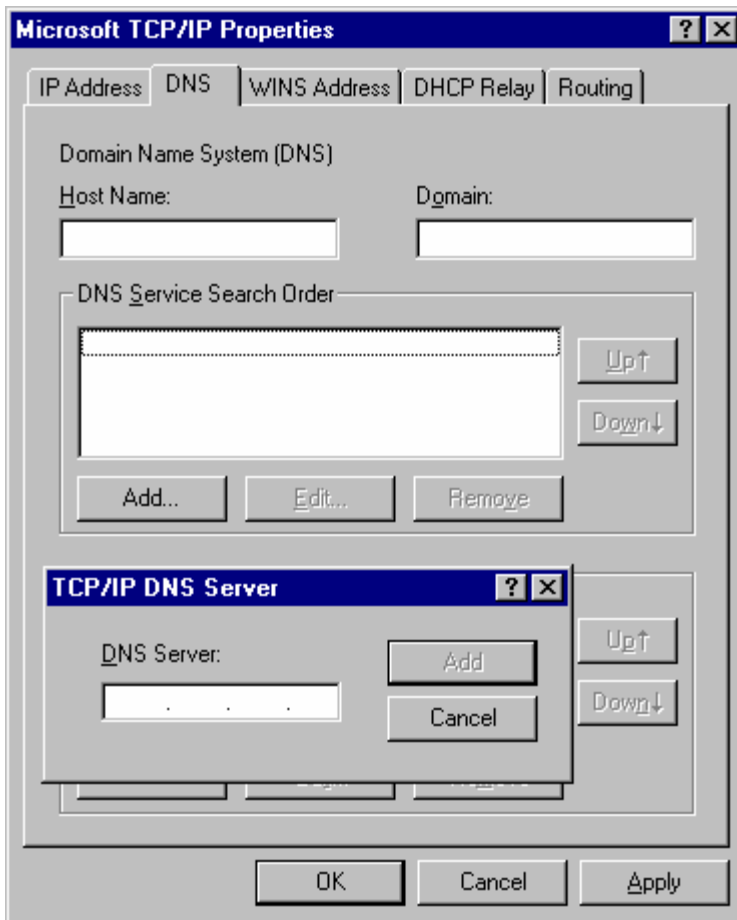 Microsoft TCP/IP Properties
IP Address DNS WINS Address DHCP Relay Routing
Domain Name System (DNS)
Host Name: Domain:
DNS Service Search Order
Up↑
Down↓
Add... Edit... Remove
TCP/IP DNS Server
DNS Server:
. . .
Add
Cancel
Up↑
Down↓
OK Cancel Apply